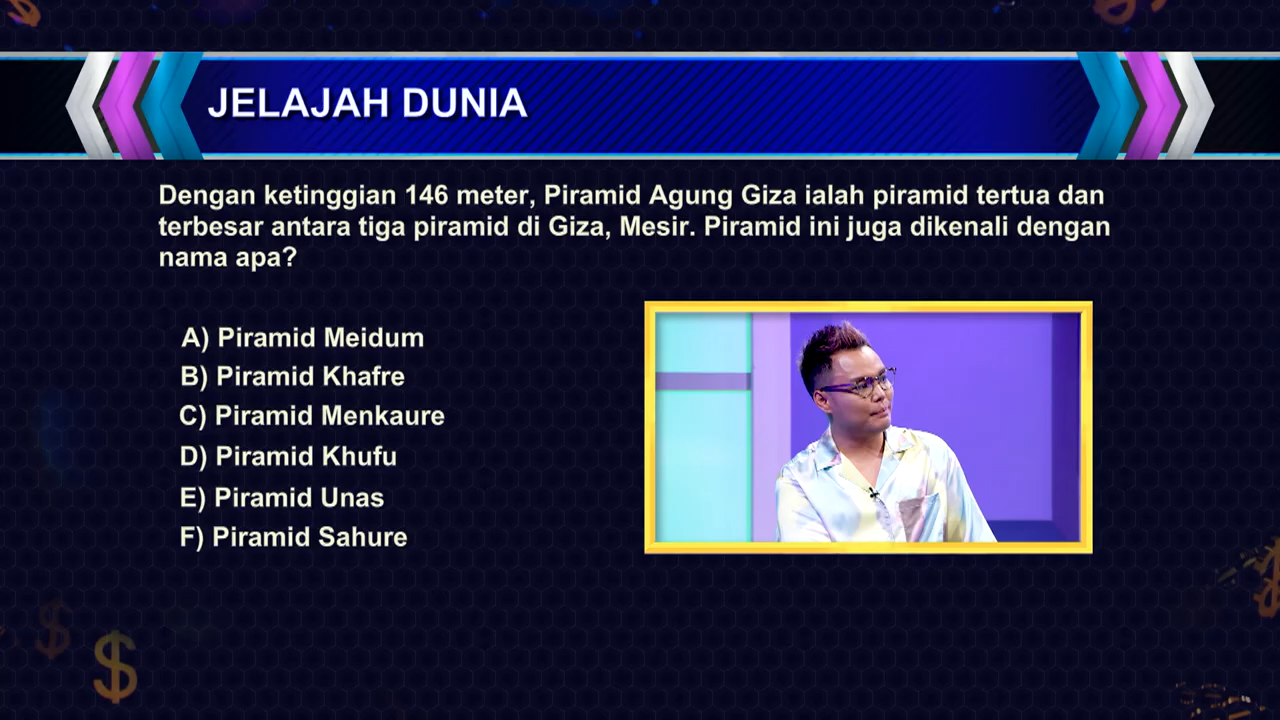 JELAJAH DUNIA
Dengan ketinggian 146 meter, Piramid Agung Giza ialah piramid tertua dan
terbesar antara tiga piramid di Giza, Mesir. Piramid ini juga dikenali dengan
nama apa?
A) Piramid Meidum
B) Piramid Khafre
C) Piramid Menkaure
D) Piramid Khufu
E) Piramid Unas
F) Piramid Sahure